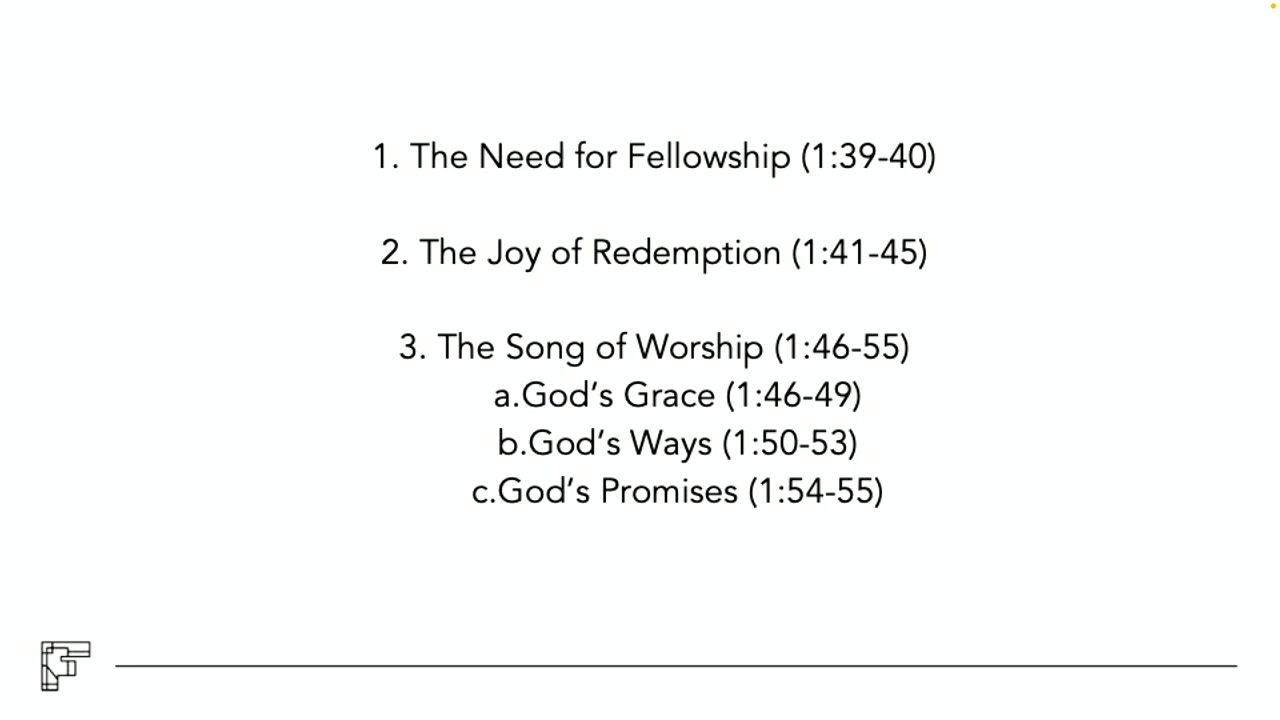 1. The Need for Fellowship (1:39-40)
2. The Joy of Redemption (1:41-45)
3. The Song of Worship (1:46-55)
a.God’s Grace (1:46-49)
b.God’s Ways (1:50-53)
c.God’s Promises (1:54-55)